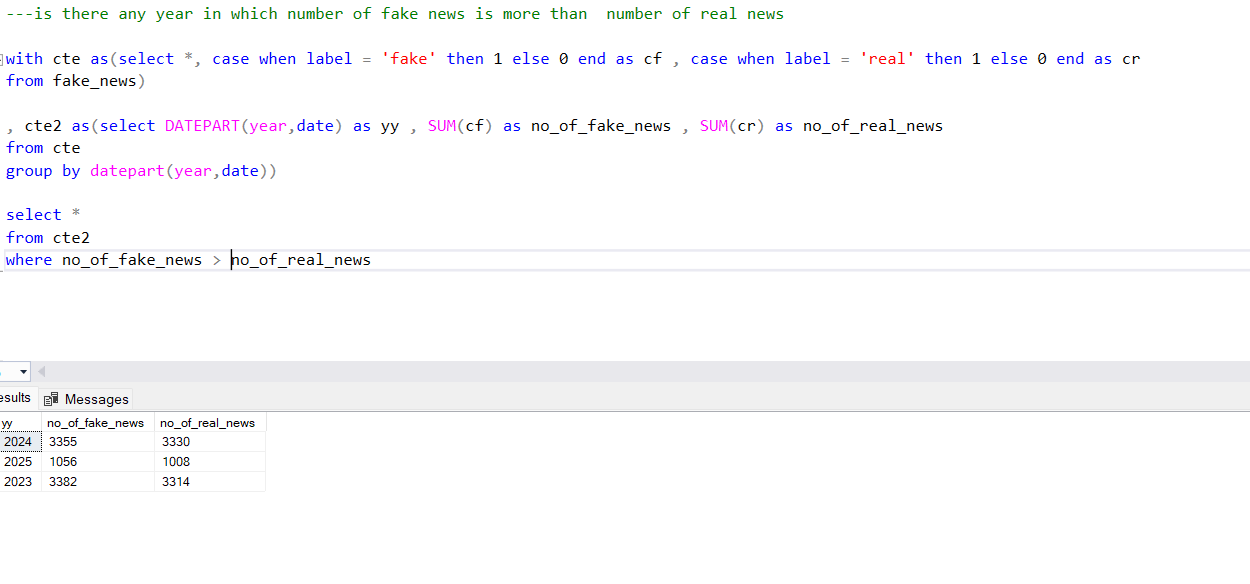 ---is there any year in which number of fake news is more than  number of real news
with cte as(select *, case when label = 'fake' then 1 else 0 end as cf , case when label = 'real' then 1 else 0 end as cr
from fake_news)
, cte2 as(select DATEPART(year,date) as yy , SUM(cf) as no_of_fake_news , SUM(cr) as no_of_real_news
from cte
group by datepart(year,date))
select *
from cte2
where no_of_fake_news > no_of_real_news
esults Messages
yy no_of_fake_news no_of_real_news
2024 3355 3330
2025 1056 1008
2023 3382 3314